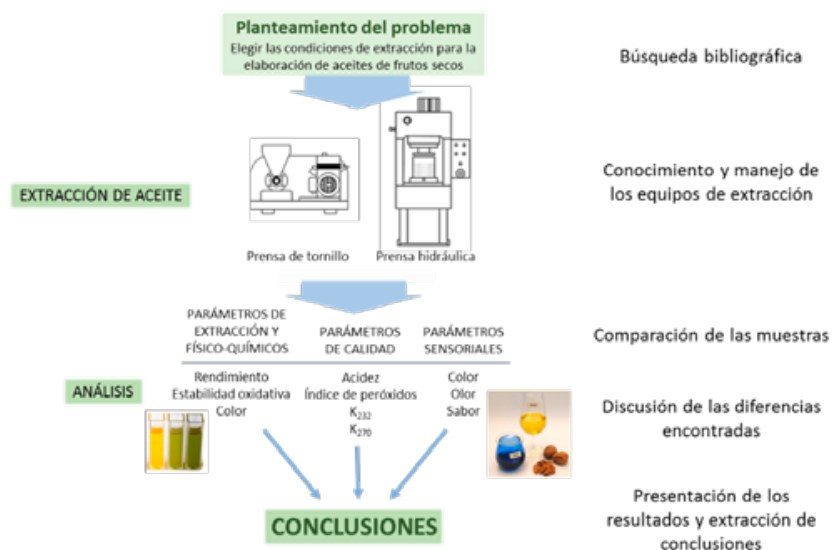 Planteamiento del problema
Elegir las condiciones de extracción para la
elaboración de aceites de frutos secos
Búsqueda bibliográfica
EXTRACCIÓN DE ACEITE
Conocimiento y manejo de
los equipos de extracción
Prensa de tornillo
Prensa hidráulica
PARÁMETROS DE
EXTRACCIÓN Y
FÍSICO-QUÍMICOS
PARÁMETROS
DE CALIDAD
PARÁMETROS
SENSORIALES
Comparación de las muestras
ANÁLISIS
Rendimiento
Estabilidad oxidativa
Color
Acidez
Índice de peróxidos
K232
K270
Color
Olor
Sabor
Discusión de las diferencias
encontradas
CONCLUSIONES
Presentación de los
resultados y extracción de
conclusiones